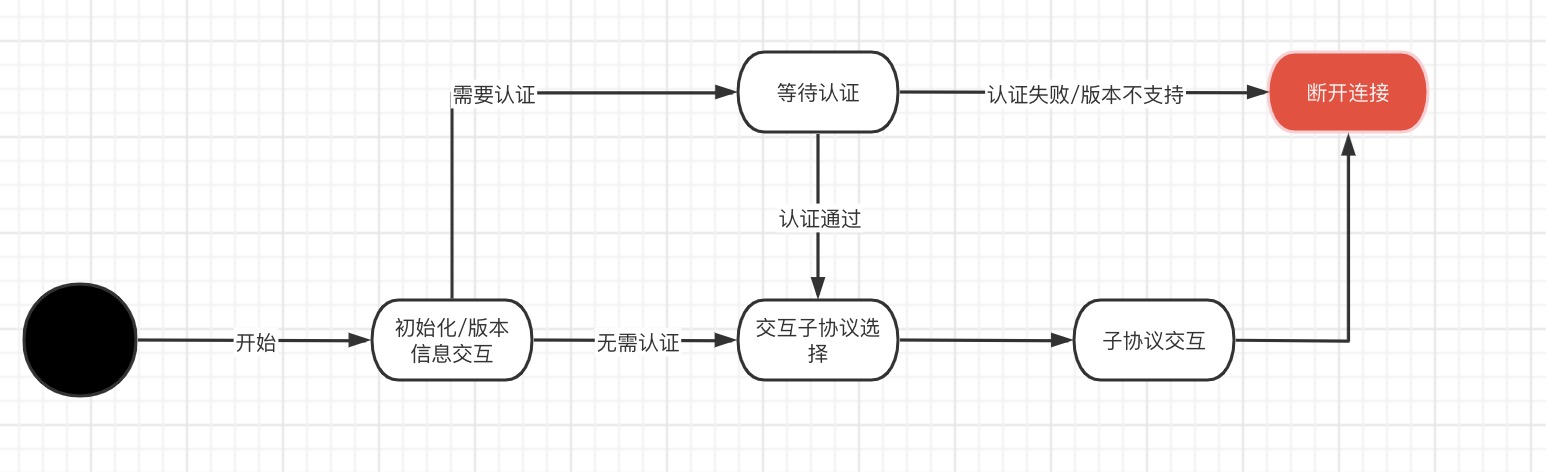 需要认证
等待认证
认证失败/版本不支持
断开连接
认证通过
开始
初始化/版本
信息交互
无需认证
交互子协议选
择
子协议交互